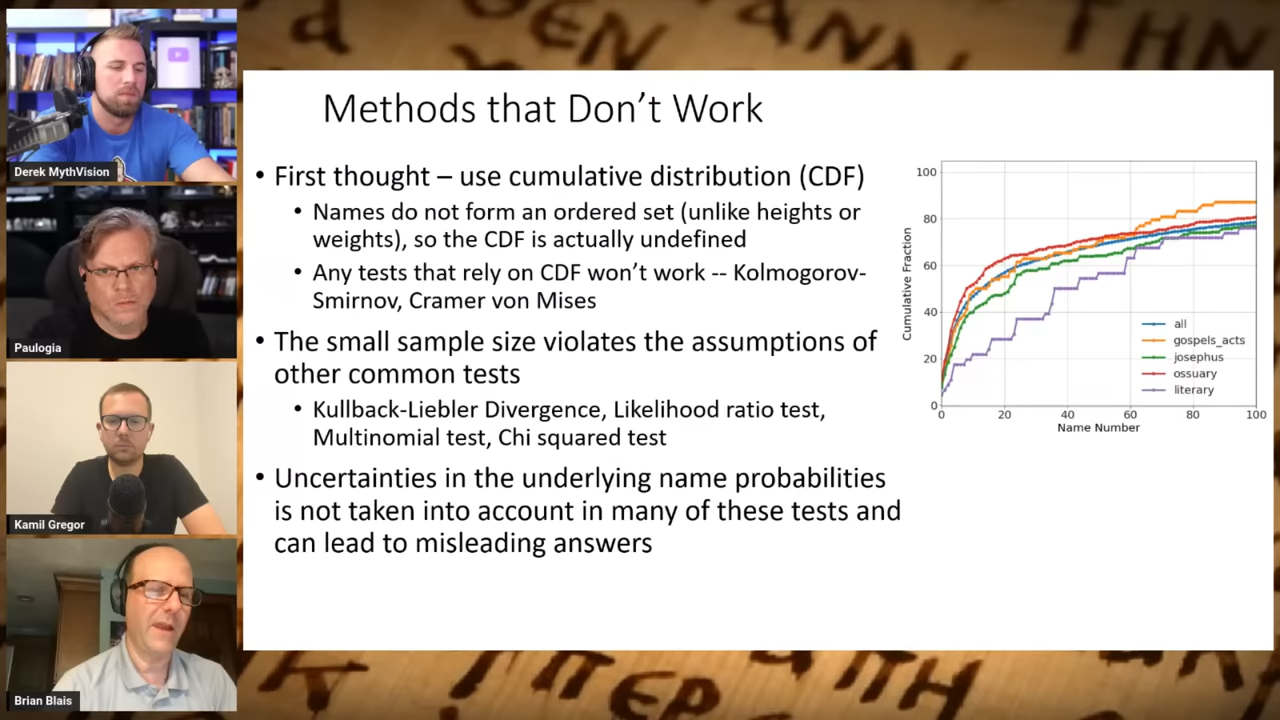 Derek MythVision
Paulogia
Kamil Gregor
Brian Blais
Methods that Don't Work
• First thought – use cumulative distribution (CDF)
• Names do not form an ordered set (unlike heights or
weights), so the CDF is actually undefined
• Any tests that rely on CDF won't work -- Kolmogorov-
Smirnov, Cramer von Mises
• The small sample size violates the assumptions of
other common tests
• Kullback-Liebler Divergence, Likelihood ratio test,
Multinomial test, Chi squared test
• Uncertainties in the underlying name probabilities
is not taken into account in many of these tests and
can lead to misleading answers
100
80
60
40
20
0
Cumulative Fraction
all
gospels_acts
josephus
ossuary
literary
0 20 40 60 80 100
Name Number